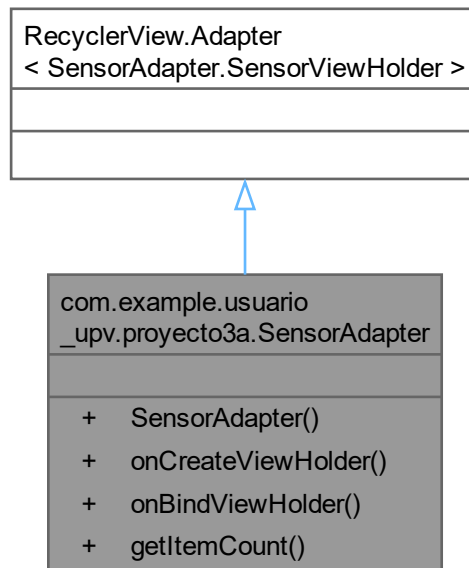 RecyclerView.Adapter
< SensorAdapter.SensorViewHolder >
com.example.usuario
_upv.proyecto3a.SensorAdapter
+ SensorAdapter()
+ onCreateViewHolder()
+ onBindViewHolder()
+ getItemCount()